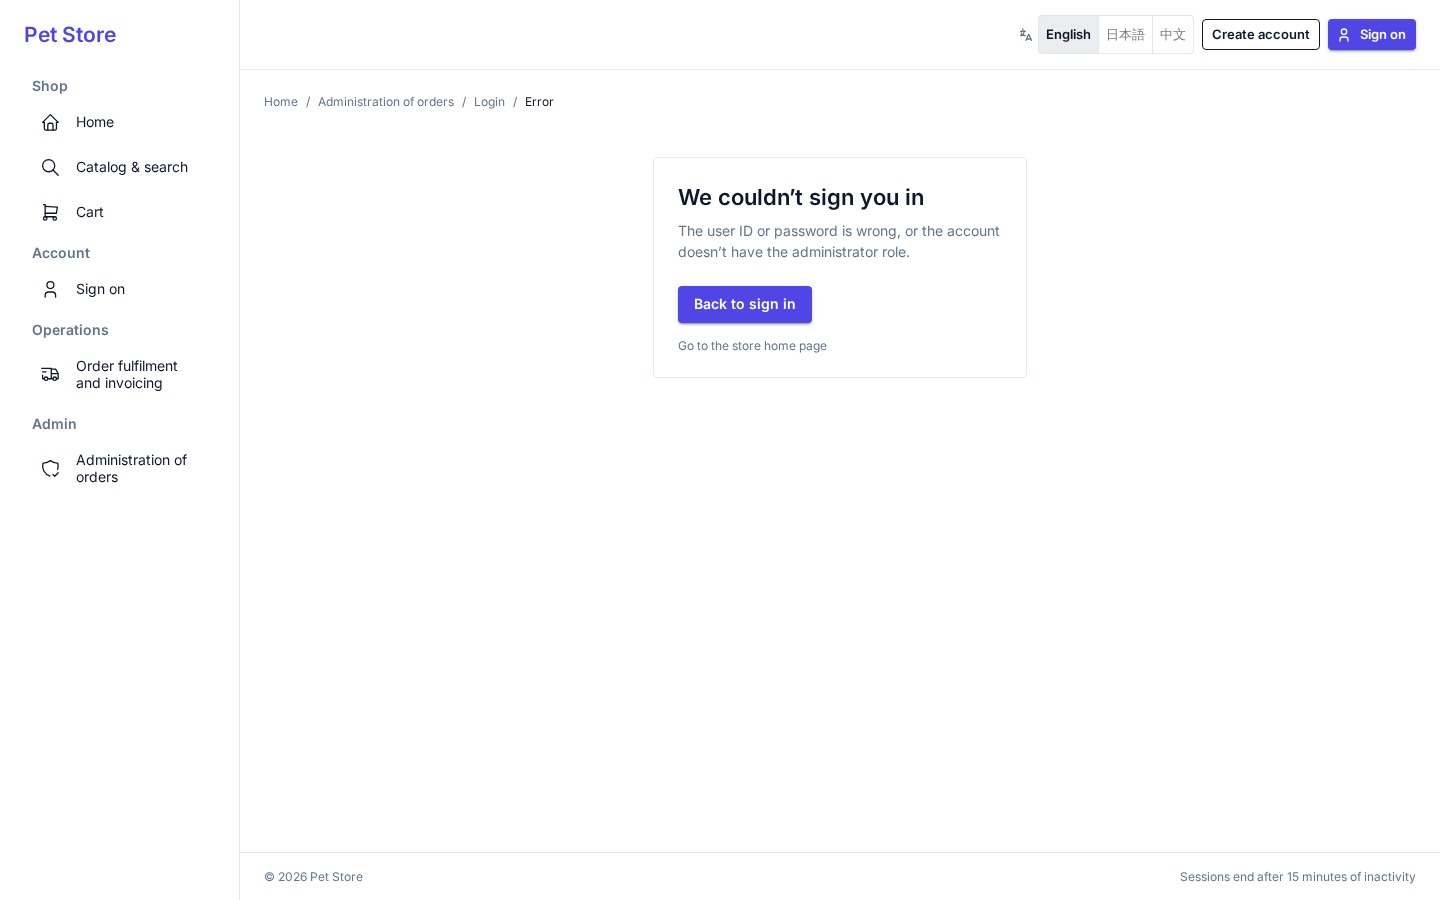 Pet Store
Shop
Home
Catalog & search
Cart
Account
Sign on
Operations
Order fulfilment
and invoicing
Admin
Administration of
orders
English 日本語 中文 Create account Sign on
Home / Administration of orders / Login / Error
We couldn’t sign you in
The user ID or password is wrong, or the account
doesn’t have the administrator role.
Back to sign in
Go to the store home page
© 2026 Pet Store
Sessions end after 15 minutes of inactivity